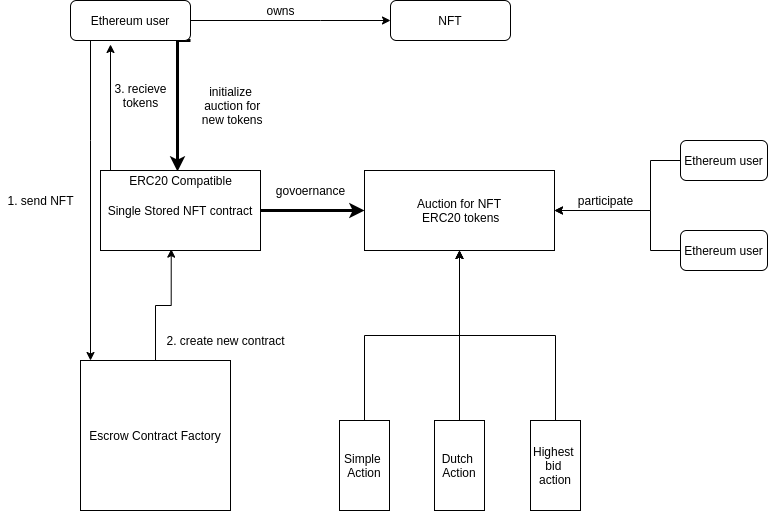 Ethereum user
owns
NFT
3. recieve
tokens
initialize
auction for
new tokens
1. send NFT
ERC20 Compatible
Single Stored NFT contract
govoernance
Auction for NFT
ERC20 tokens
participate
Ethereum user
Ethereum user
2. create new contract
Escrow Contract Factory
Simple
Action
Dutch
Action
Highest
bid
action